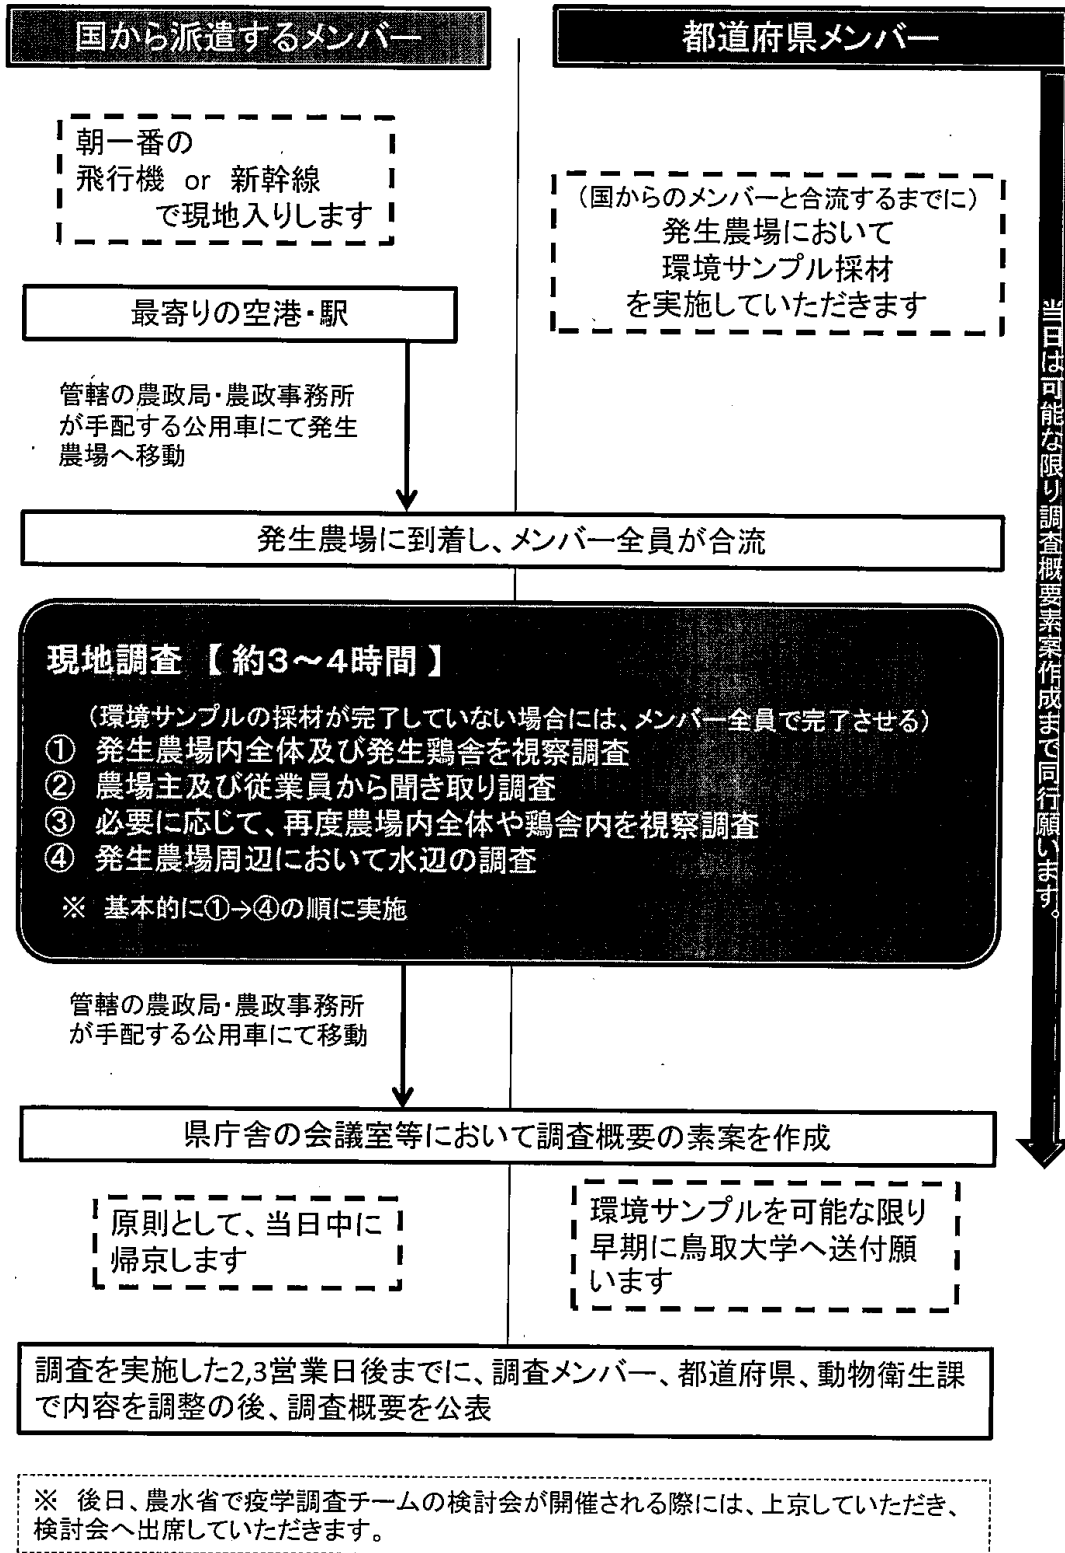 国から派遣するメンバー
都道府県メンバー
朝一番の
飛行機 or 新幹線
で現地入りします
(国からのメンバーと合流するまでに)
発生農場において
環境サンプル採材
を実施していただきます
最寄りの空港・駅
管轄の農政局・農政事務所
が手配する公用車にて発生
農場へ移動
発生農場に到着し、メンバー全員が合流
現地調査 【 約3～4時間 】
(環境サンプルの採材が完了していない場合には、メンバー全員で完了させる)
① 発生農場内全体及び発生鶏舎を視察調査
② 農場主及び従業員から聞き取り調査
③ 必要に応じて、再度農場内全体や鶏舎内を視察調査
④ 発生農場周辺において水辺の調査
※ 基本的に①→④の順に実施
当日は可能な限り調査概要素案作成まで同行願います。
管轄の農政局・農政事務所
が手配する公用車にて移動
県庁舎の会議室等において調査概要の素案を作成
原則として、当日中に
帰京します
環境サンプルを可能な限り
早期に鳥取大学へ送付願
います
調査を実施した2,3営業日後までに、調査メンバー、都道府県、動物衛生課
で内容を調整の後、調査概要を公表
※ 後日、農水省で疫学調査チームの検討会が開催される際には、上京していただき、
検討会へ出席していただきます。